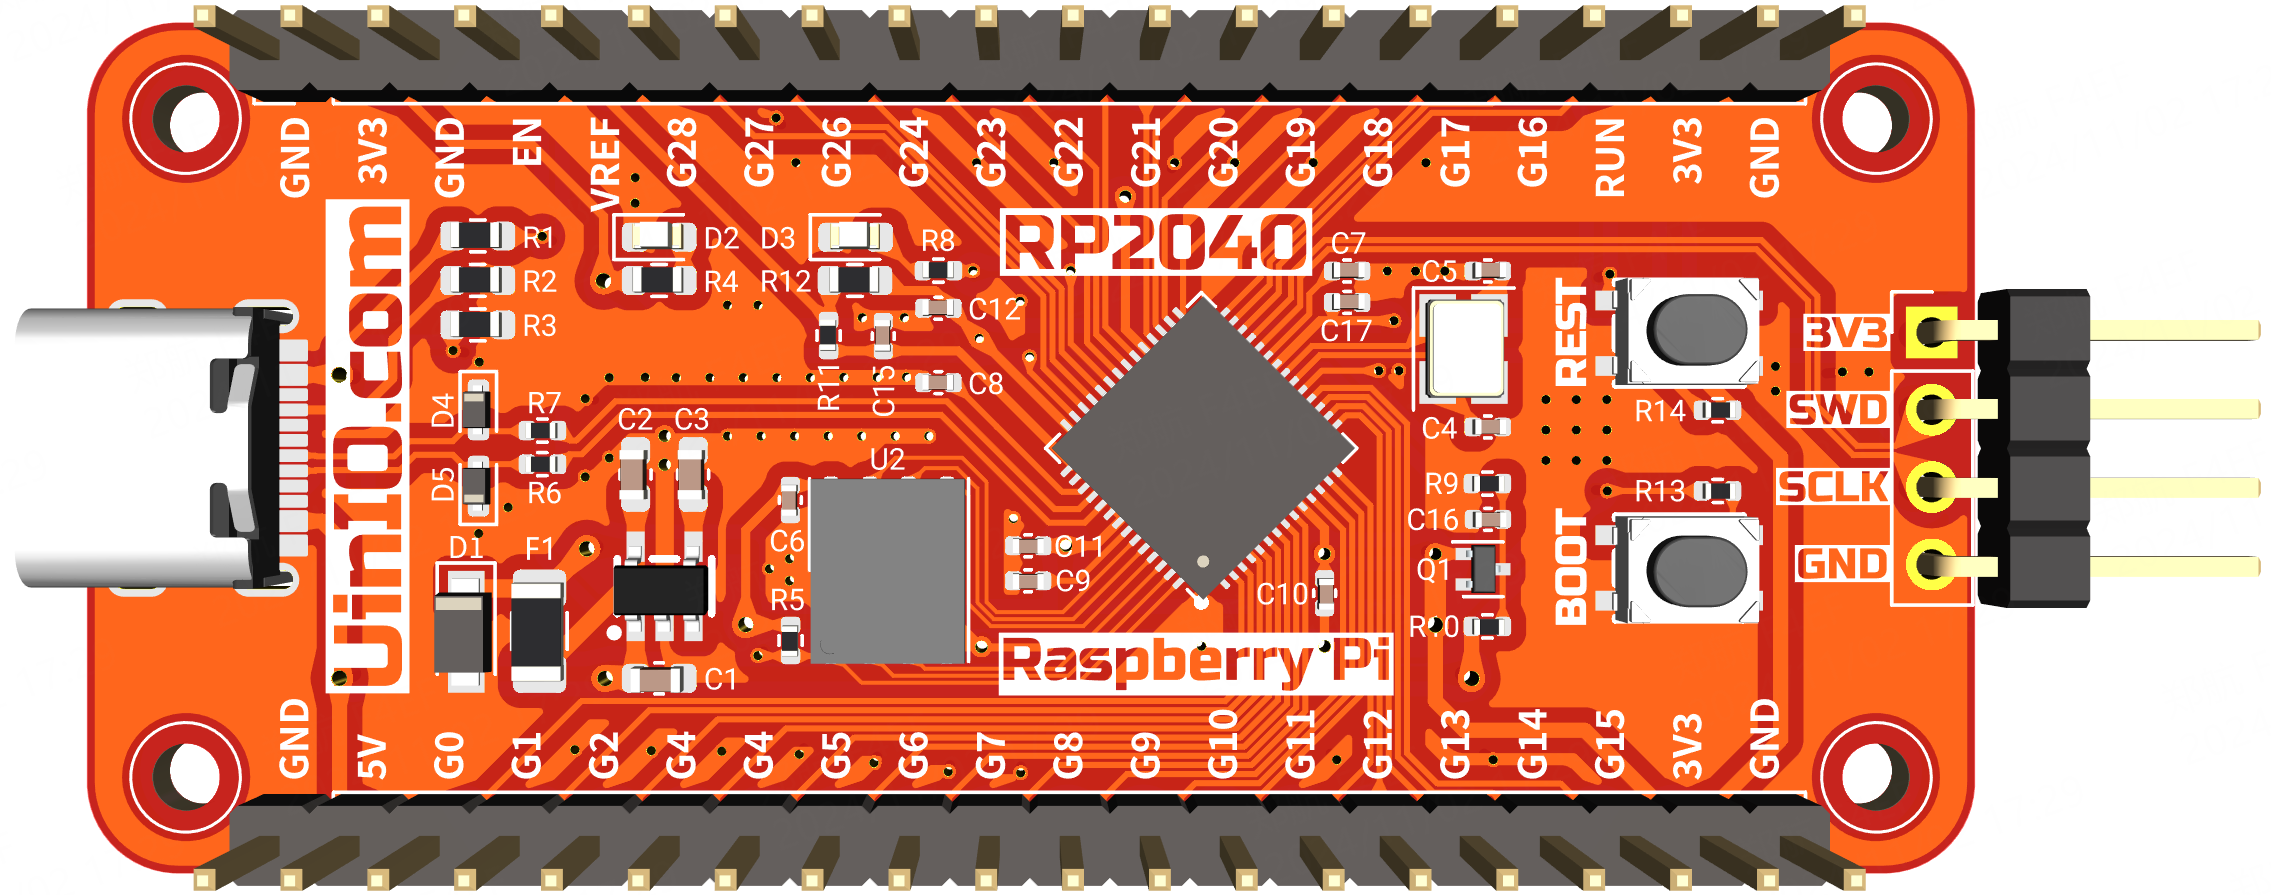 GND 3V3 GND EN VREF G28 G27 G26 G24 G23 G22 G21 G20 G19 G18 G17 G16 RUN 3V3 GND
Uin10.com
RP2040
R1 D2 D3 R8 C7
R2 R4 R12 C5
C12
R3 C17
REST
3V3
R11 C15 C8
D4 R7 C2 C3
R14 SWD
C4
U2
D5 R6
R9 R13 SCLK
C6 C16
D1 F1 C11
BOOT
Q1 GND
C9
R5 C10
R10
Raspberry Pi
C1
GND 5V G0 G1 G2 G4 G4 G5 G6 G7 G8 G9 G10 G11 G12 G13 G14 G15 3V3 GND